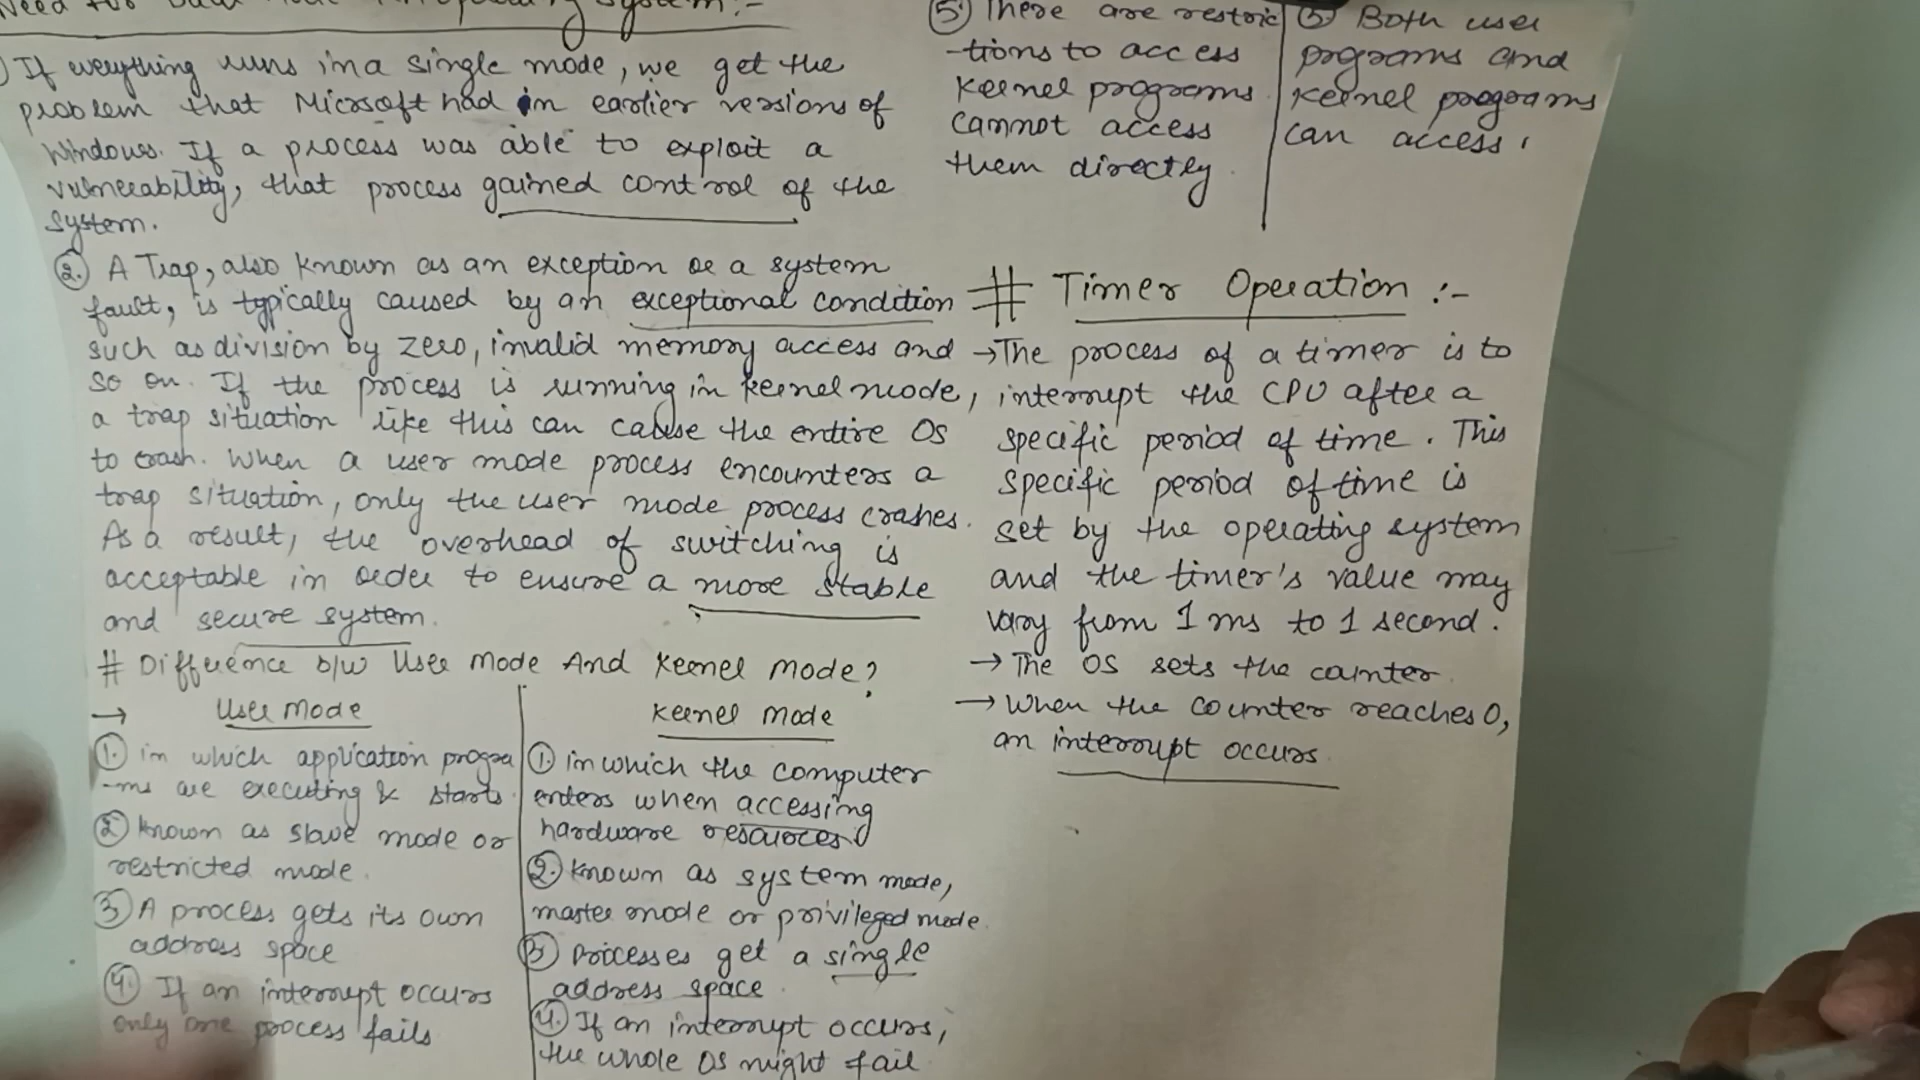 Need for Dual Mode in Operating System:-
If everything runs in a single mode, we get the
problem that Microsoft had in earlier versions of
Windows. If a process was able to exploit a
vulnerability, that process gained control of the
system.
2. A Trap, also known as an exception or a system
fault, is typically caused by an exceptional condition
such as division by zero, invalid memory access and
so on. If the process is running in kernel mode,
a trap situation like this can cause the entire OS
to crash. When a user mode process encounters a
trap situation, only the user mode process crashes.
As a result, the overhead of switching is
acceptable in order to ensure a more stable
and secure system.
# Difference b/w User Mode And Kernel Mode?
→ User Mode
1. in which application progra
-ms are executing & starts.
2 known as slave mode or
restricted mode.
3 A process gets its own
address space
4. If an interrupt occurs
only one process fails
Kernel Mode
1. in which the computer
enters when accessing
hardware resources
2. known as system mode,
master mode or privileged mode.
3 Processes get a single
address space.
4. If an interrupt occurs,
the whole OS might fail
5 There are restric
-tions to access
kernel programs.
cannot access
them directly.
5 Both user
programs and
kernel programs
can access.
# Timer Operation :-
→ The process of a timer is to
interrupt the CPU after a
specific period of time. This
specific period of time is
set by the operating system
and the timer's value may
vary from 1 ms to 1 second.
→ The OS sets the counter.
→ When the counter reaches 0,
an interrupt occurs.